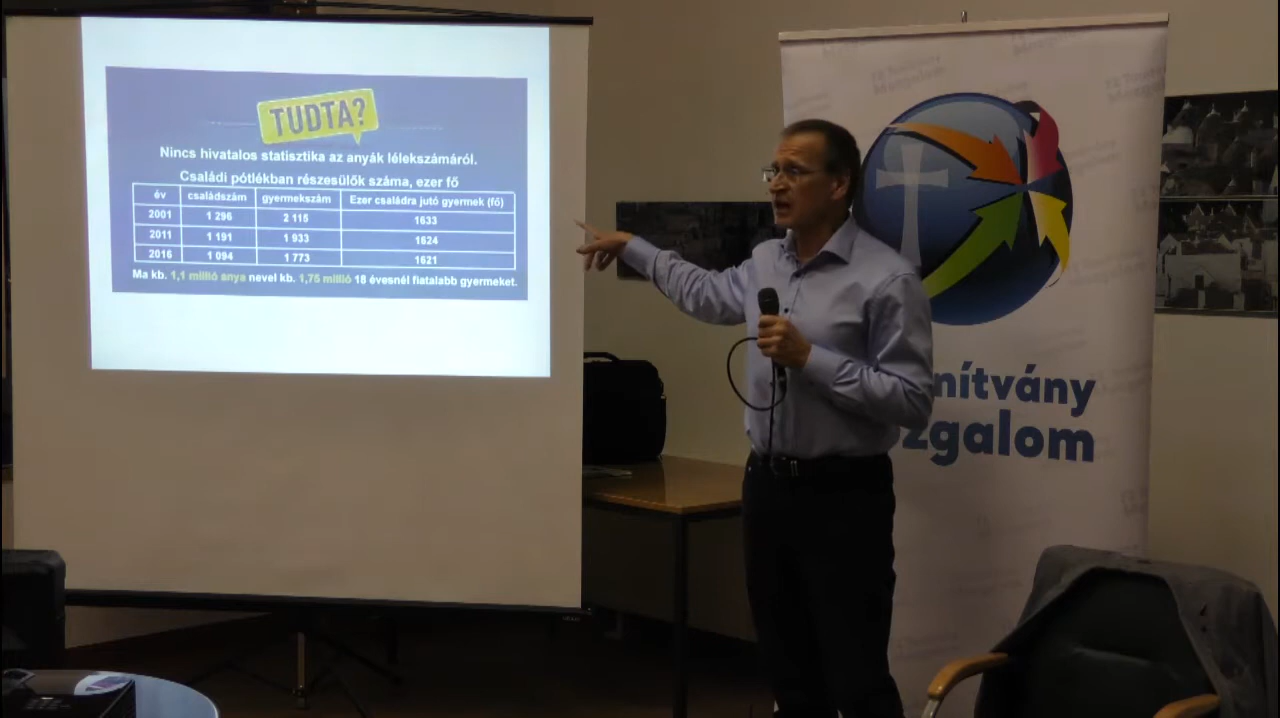 TUDTA?
Nincs hivatalos statisztika az anyák lélekszámáról.
Családi pótlékban részesülők száma, ezer fő
év családszám gyermekszám Ezer családra jutó gyermek (fő)
2001 1 296 2 115 1633
2011 1 191 1 933 1624
2016 1 094 1 773 1621
Ma kb. 1,1 millió anya nevel kb. 1,75 millió 18 évesnél fiatalabb gyermeket.
nítvány
zgalom